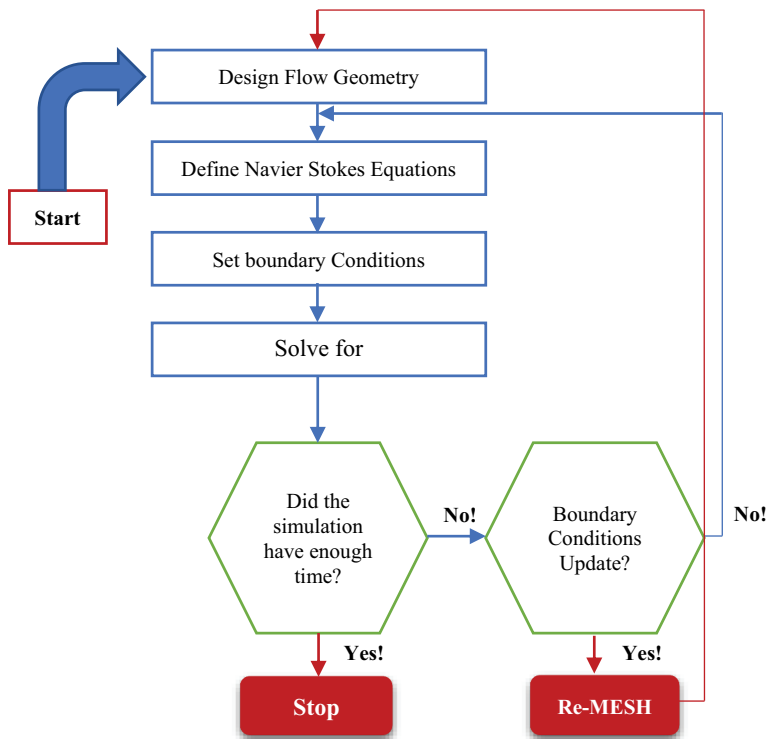 Design Flow Geometry
Define Navier Stokes Equations
Start
Set boundary Conditions
Solve for
Did the
simulation
have enough
time?
No!
Boundary
Conditions
Update?
No!
Yes!
Yes!
Stop
Re-MESH